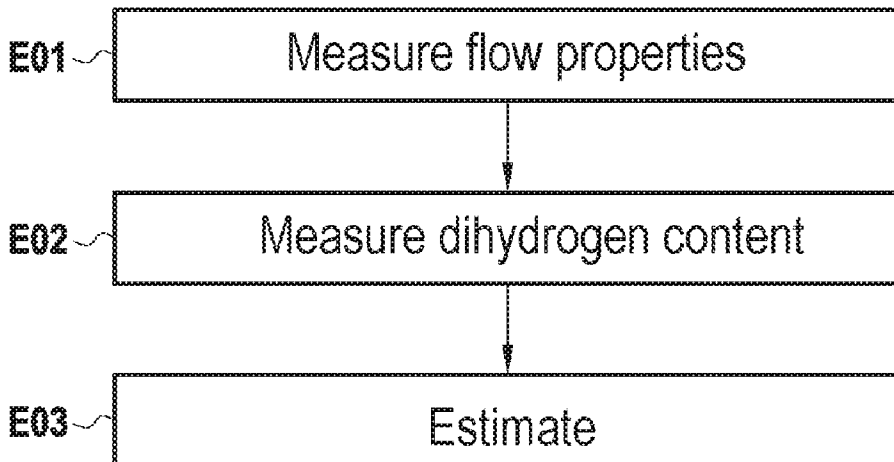 E01 Measure flow properties
E02 Measure dihydrogen content
E03 Estimate